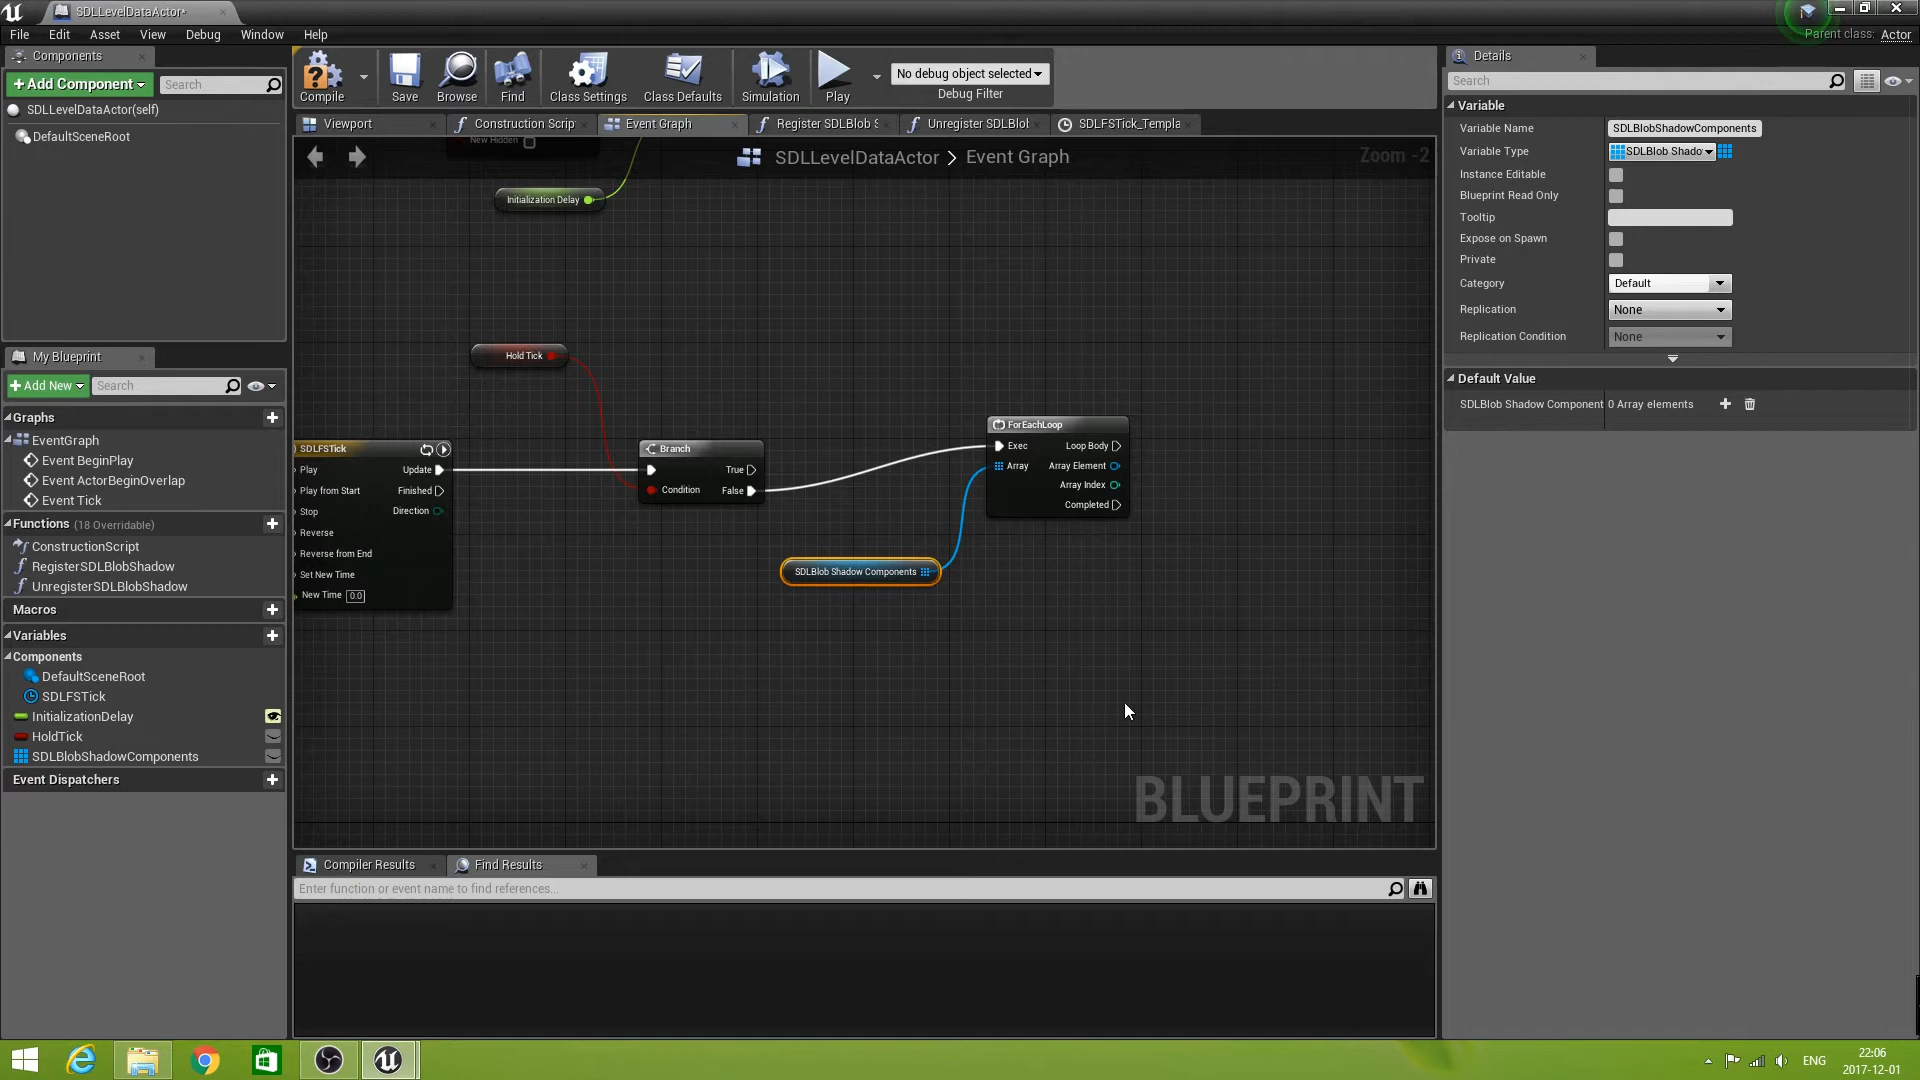 SDLLevelDataActor*
File Edit Asset View Debug Window Help
Parent class: Actor
Components
+Add Component
Search
SDLLevelDataActor(self)
DefaultSceneRoot
My Blueprint
+Add New
Search
Graphs
EventGraph
Event BeginPlay
Event ActorBeginOverlap
Event Tick
Functions (18 Overridable)
ConstructionScript
RegisterSDLBlobShadow
UnregisterSDLBlobShadow
Macros
Variables
Components
DefaultSceneRoot
SDLFSTick
InitializationDelay
HoldTick
SDLBlobShadowComponents
Event Dispatchers
Compile
Save
Browse
Find
Class Settings
Class Defaults
Simulation
Play
No debug object selected
Debug Filter
Viewport
Construction Scrip
Event Graph
Register SDLBlob S
Unregister SDLBlol
SDLFSTick_Templa
SDLLevelDataActor > Event Graph
Zoom -2
New Hidden
Initialization Delay
Hold Tick
SDLFSTick
Play
Update
Play from Start
Finished
Stop
Direction
Reverse
Reverse from End
Set New Time
New Time 0.0
Branch
True
Condition
False
ForEachLoop
Exec
Loop Body
Array
Array Element
Array Index
Completed
SDLBlob Shadow Components
BLUEPRINT
Compiler Results
Find Results
Enter function or event name to find references...
Details
Search
Variable
Variable Name SDLBlobShadowComponents
Variable Type SDLBlob Shado
Instance Editable
Blueprint Read Only
Tooltip
Expose on Spawn
Private
Category Default
Replication None
Replication Condition None
Default Value
SDLBlob Shadow Component 0 Array elements
ENG
22:06
2017-12-01